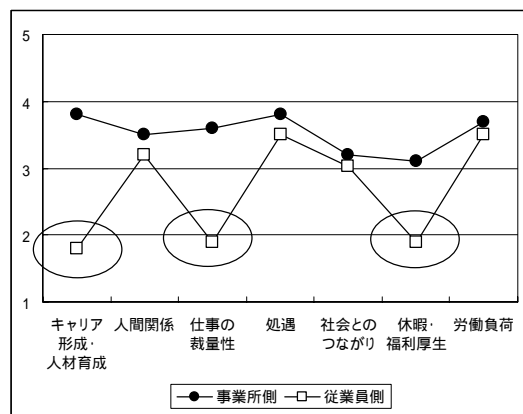 5
4
3
2
1
キャリア
形成・
人材育成
人間関係
仕事の
裁量性
処遇
社会との
つながり
休暇・
福利厚生
労働負荷
事業所側
従業員側